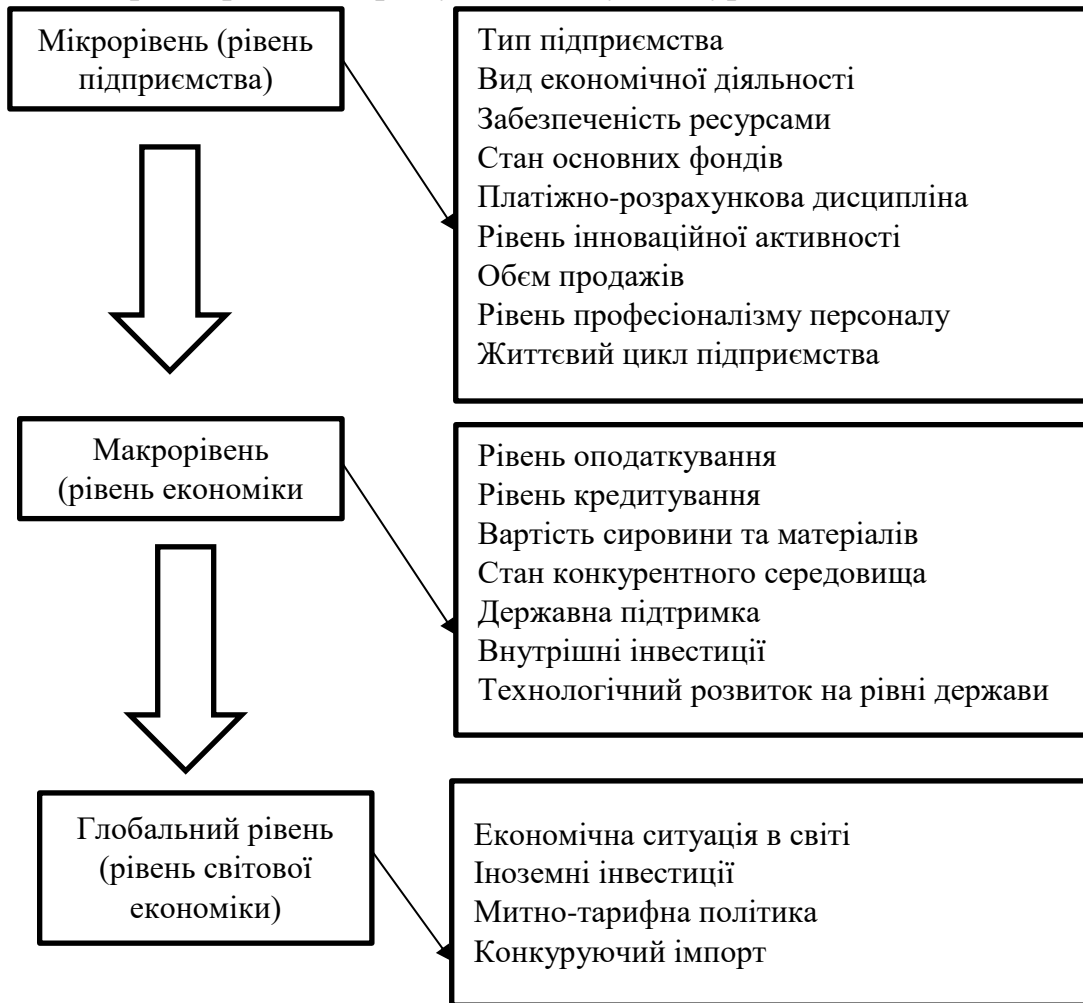 Мікрорівень (рівень
підприємства)
Тип підприємства
Вид економічної діяльності
Забезпеченість ресурсами
Стан основних фондів
Платіжно-розрахункова дисципліна
Рівень інноваційної активності
Обєм продажів
Рівень професіоналізму персоналу
Життєвий цикл підприємства
Макрорівень
(рівень економіки
Рівень оподаткування
Рівень кредитування
Вартість сировини та матеріалів
Стан конкурентного середовища
Державна підтримка
Внутрішні інвестиції
Технологічний розвиток на рівні держави
Глобальний рівень
(рівень світової
економіки)
Економічна ситуація в світі
Іноземні інвестиції
Митно-тарифна політика
Конкуруючий імпорт